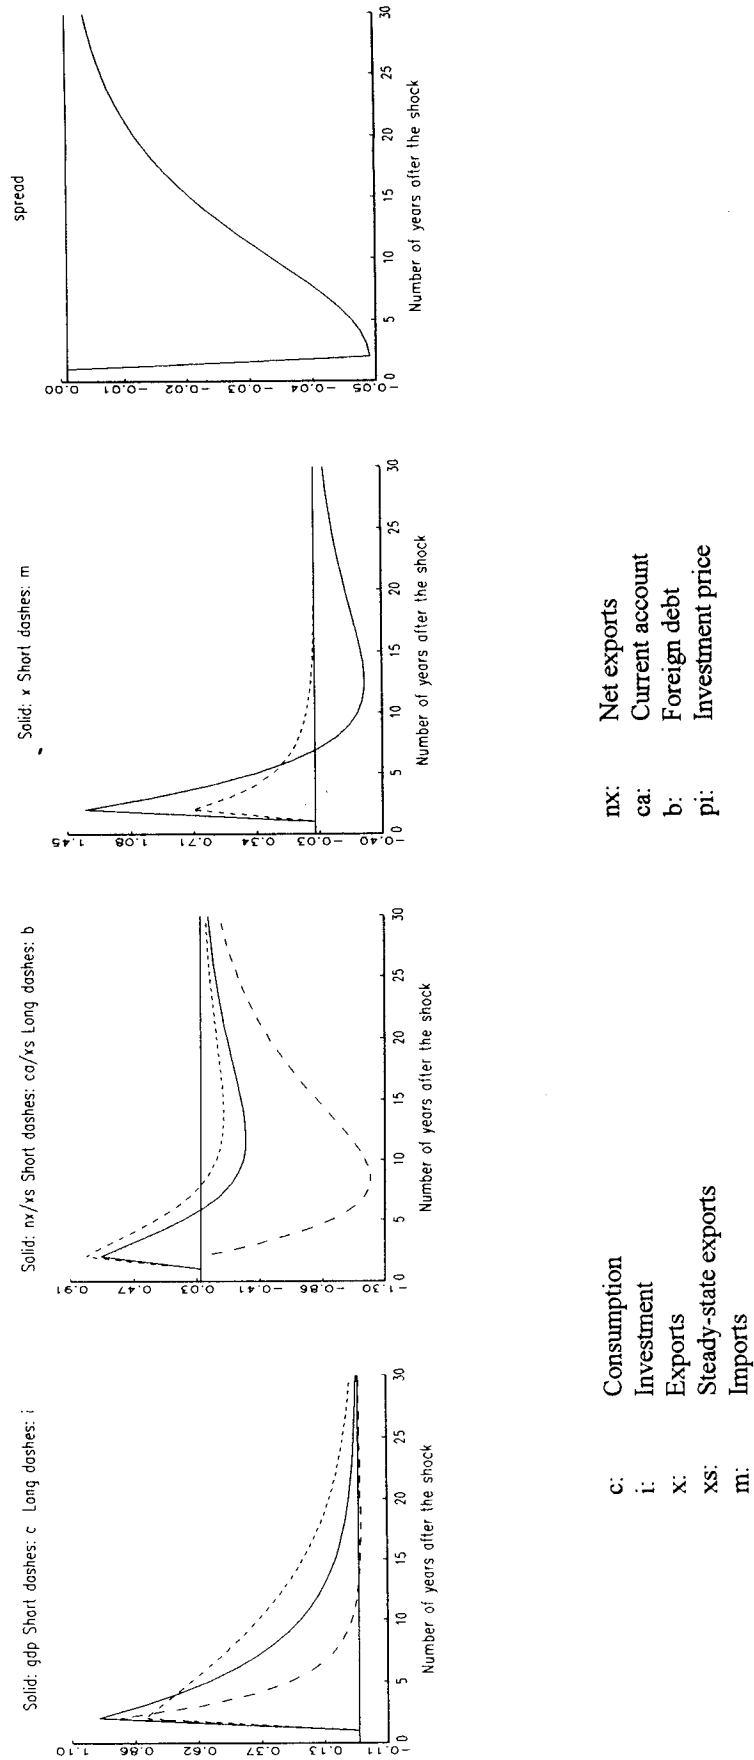 Solid: gdp Short dashes: c Long dashes: i
1.10
0.86
0.62
0.37
0.13
-0.11
0 5 10 15 20 25 30
Number of years after the shock
Solid: nx/xs Short dashes: ca/xs Long dashes: b
0.91
0.47
0.03
-0.41
-0.86
-1.30
0 5 10 15 20 25 30
Number of years after the shock
Solid: x Short dashes: m
1.45
1.08
0.71
0.34
-0.03
-0.40
0 5 10 15 20 25 30
Number of years after the shock
spread
0.00
-0.01
-0.02
-0.03
-0.04
-0.05
0 5 10 15 20 25 30
Number of years after the shock
c: Consumption
i: Investment
x: Exports
xs: Steady-state exports
m: Imports
nx: Net exports
ca: Current account
b: Foreign debt
pi: Investment price